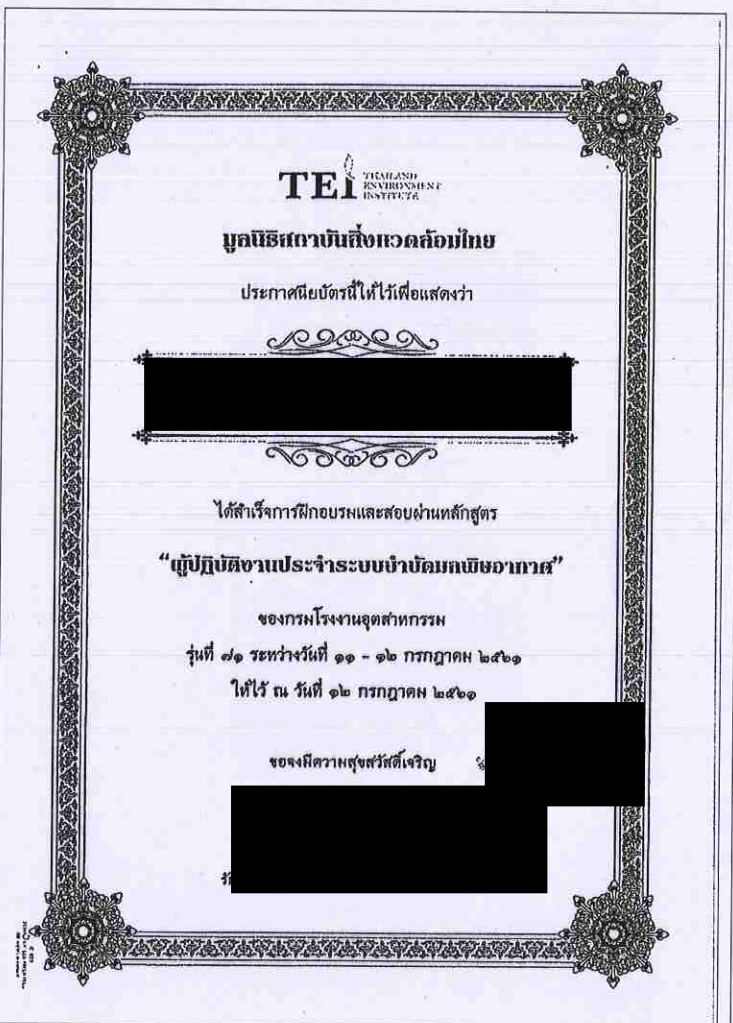 TEI THAILAND ENVIRONMENT INSTITUTE
มูลนิธิสถาบันสิ่งแวดล้อมไทย
ประกาศนียบัตรนี้ให้ไว้เพื่อแสดงว่า
ได้สำเร็จการฝึกอบรมและสอบผ่านหลักสูตร
“ผู้ปฏิบัติงานประจำระบบบำบัดมลพิษอากาศ”
ของกรมโรงงานอุตสาหกรรม
รุ่นที่ ๗๑ ระหว่างวันที่ ๑๑ - ๑๒ กรกฎาคม ๒๕๖๑
ให้ไว้ ณ วันที่ ๑๒ กรกฎาคม ๒๕๖๑
ขอจงมีความสุขสวัสดิ์เจริญ